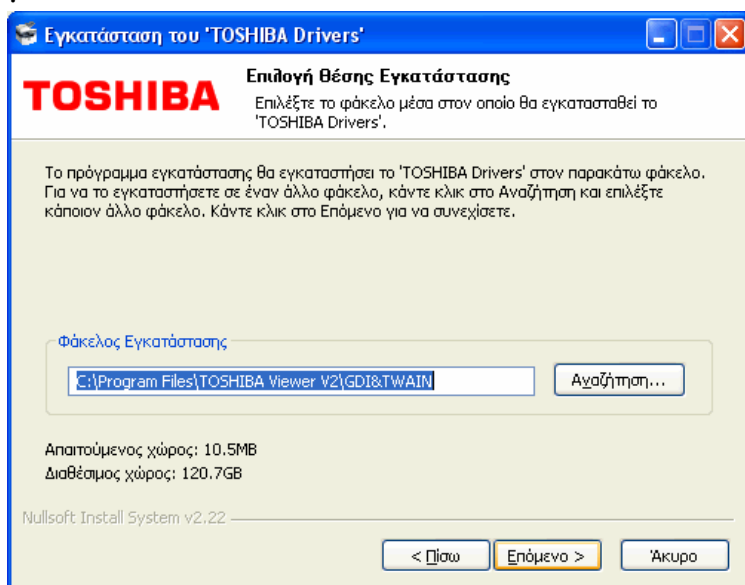 Εγκατάσταση του 'TOSHIBA Drivers'
TOSHIBA
Επιλογή Θέσης Εγκατάστασης
Επιλέξτε το φάκελο μέσα στον οποίο θα εγκατασταθεί το
'TOSHIBA Drivers'.
Το πρόγραμμα εγκατάστασης θα εγκαταστήσει το 'TOSHIBA Drivers' στον παρακάτω φάκελο.
Για να το εγκαταστήσετε σε έναν άλλο φάκελο, κάντε κλικ στο Αναζήτηση και επιλέξτε
κάποιον άλλο φάκελο. Κάντε κλικ στο Επόμενο για να συνεχίσετε.
Φάκελος Εγκατάστασης
C:\Program Files\TOSHIBA Viewer V2\GDI&TWAIN
Αναζήτηση...
Απαιτούμενος χώρος: 10.5MB
Διαθέσιμος χώρος: 120.7GB
Nullsoft Install System v2.22
< Πίσω
Επόμενο >
Άκυρο